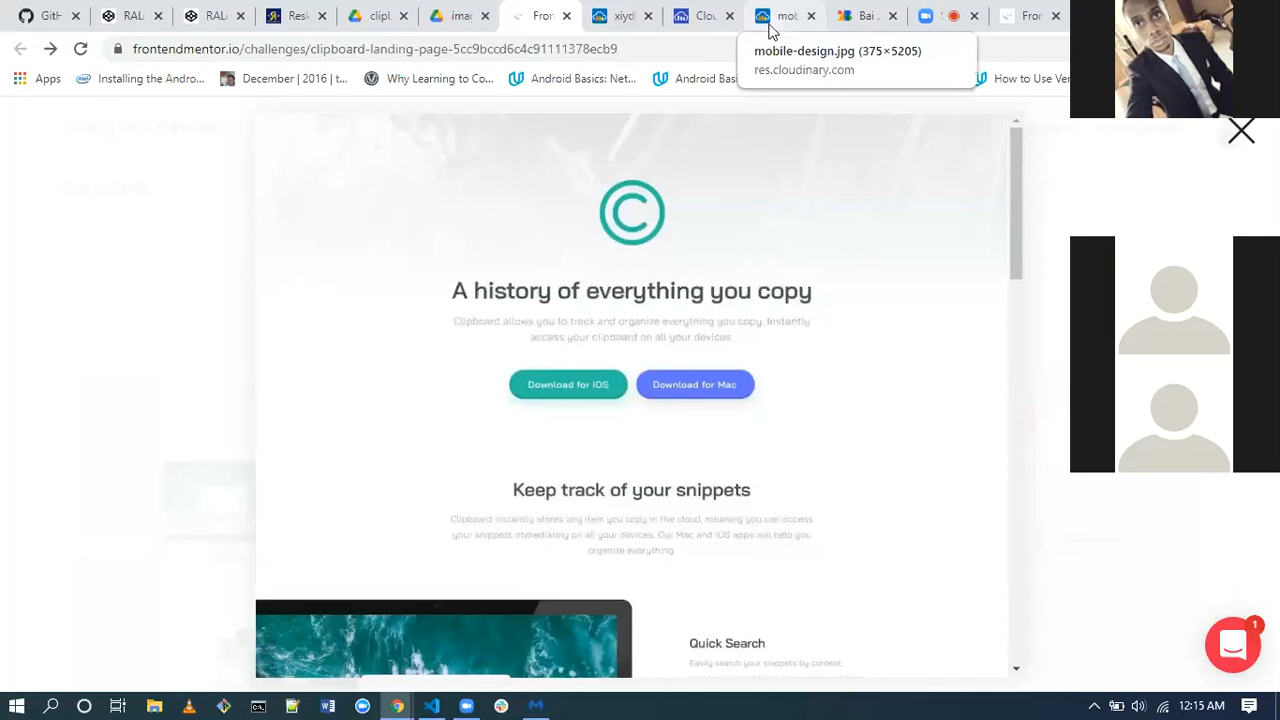 Git
RAL
RAL
Resi
clipl
ima
Fron
xiyd
Clou
mob
Bai
S
Fron
frontendmentor.io/challenges/clipboard-landing-page-5cc9bccd6c4c91111378ecb9
mobile-design.jpg (375×5205)
res.cloudinary.com
Apps
Installing the Andro...
December | 2016 | t...
Why Learning to Co...
Android Basics: Net...
Android Basi
How to Use Ver
A history of everything you copy
Clipboard allows you to track and organize everything you copy. Instantly
access your clipboard on all your devices.
Download for iOS
Download for Mac
Keep track of your snippets
Clipboard instantly stores any item you copy in the cloud, meaning you can access
your snippets immediately on all your devices. Our Mac and iOS apps will help you
organize everything.
Quick Search
Easily search your snippets by content,
1
12:15 AM